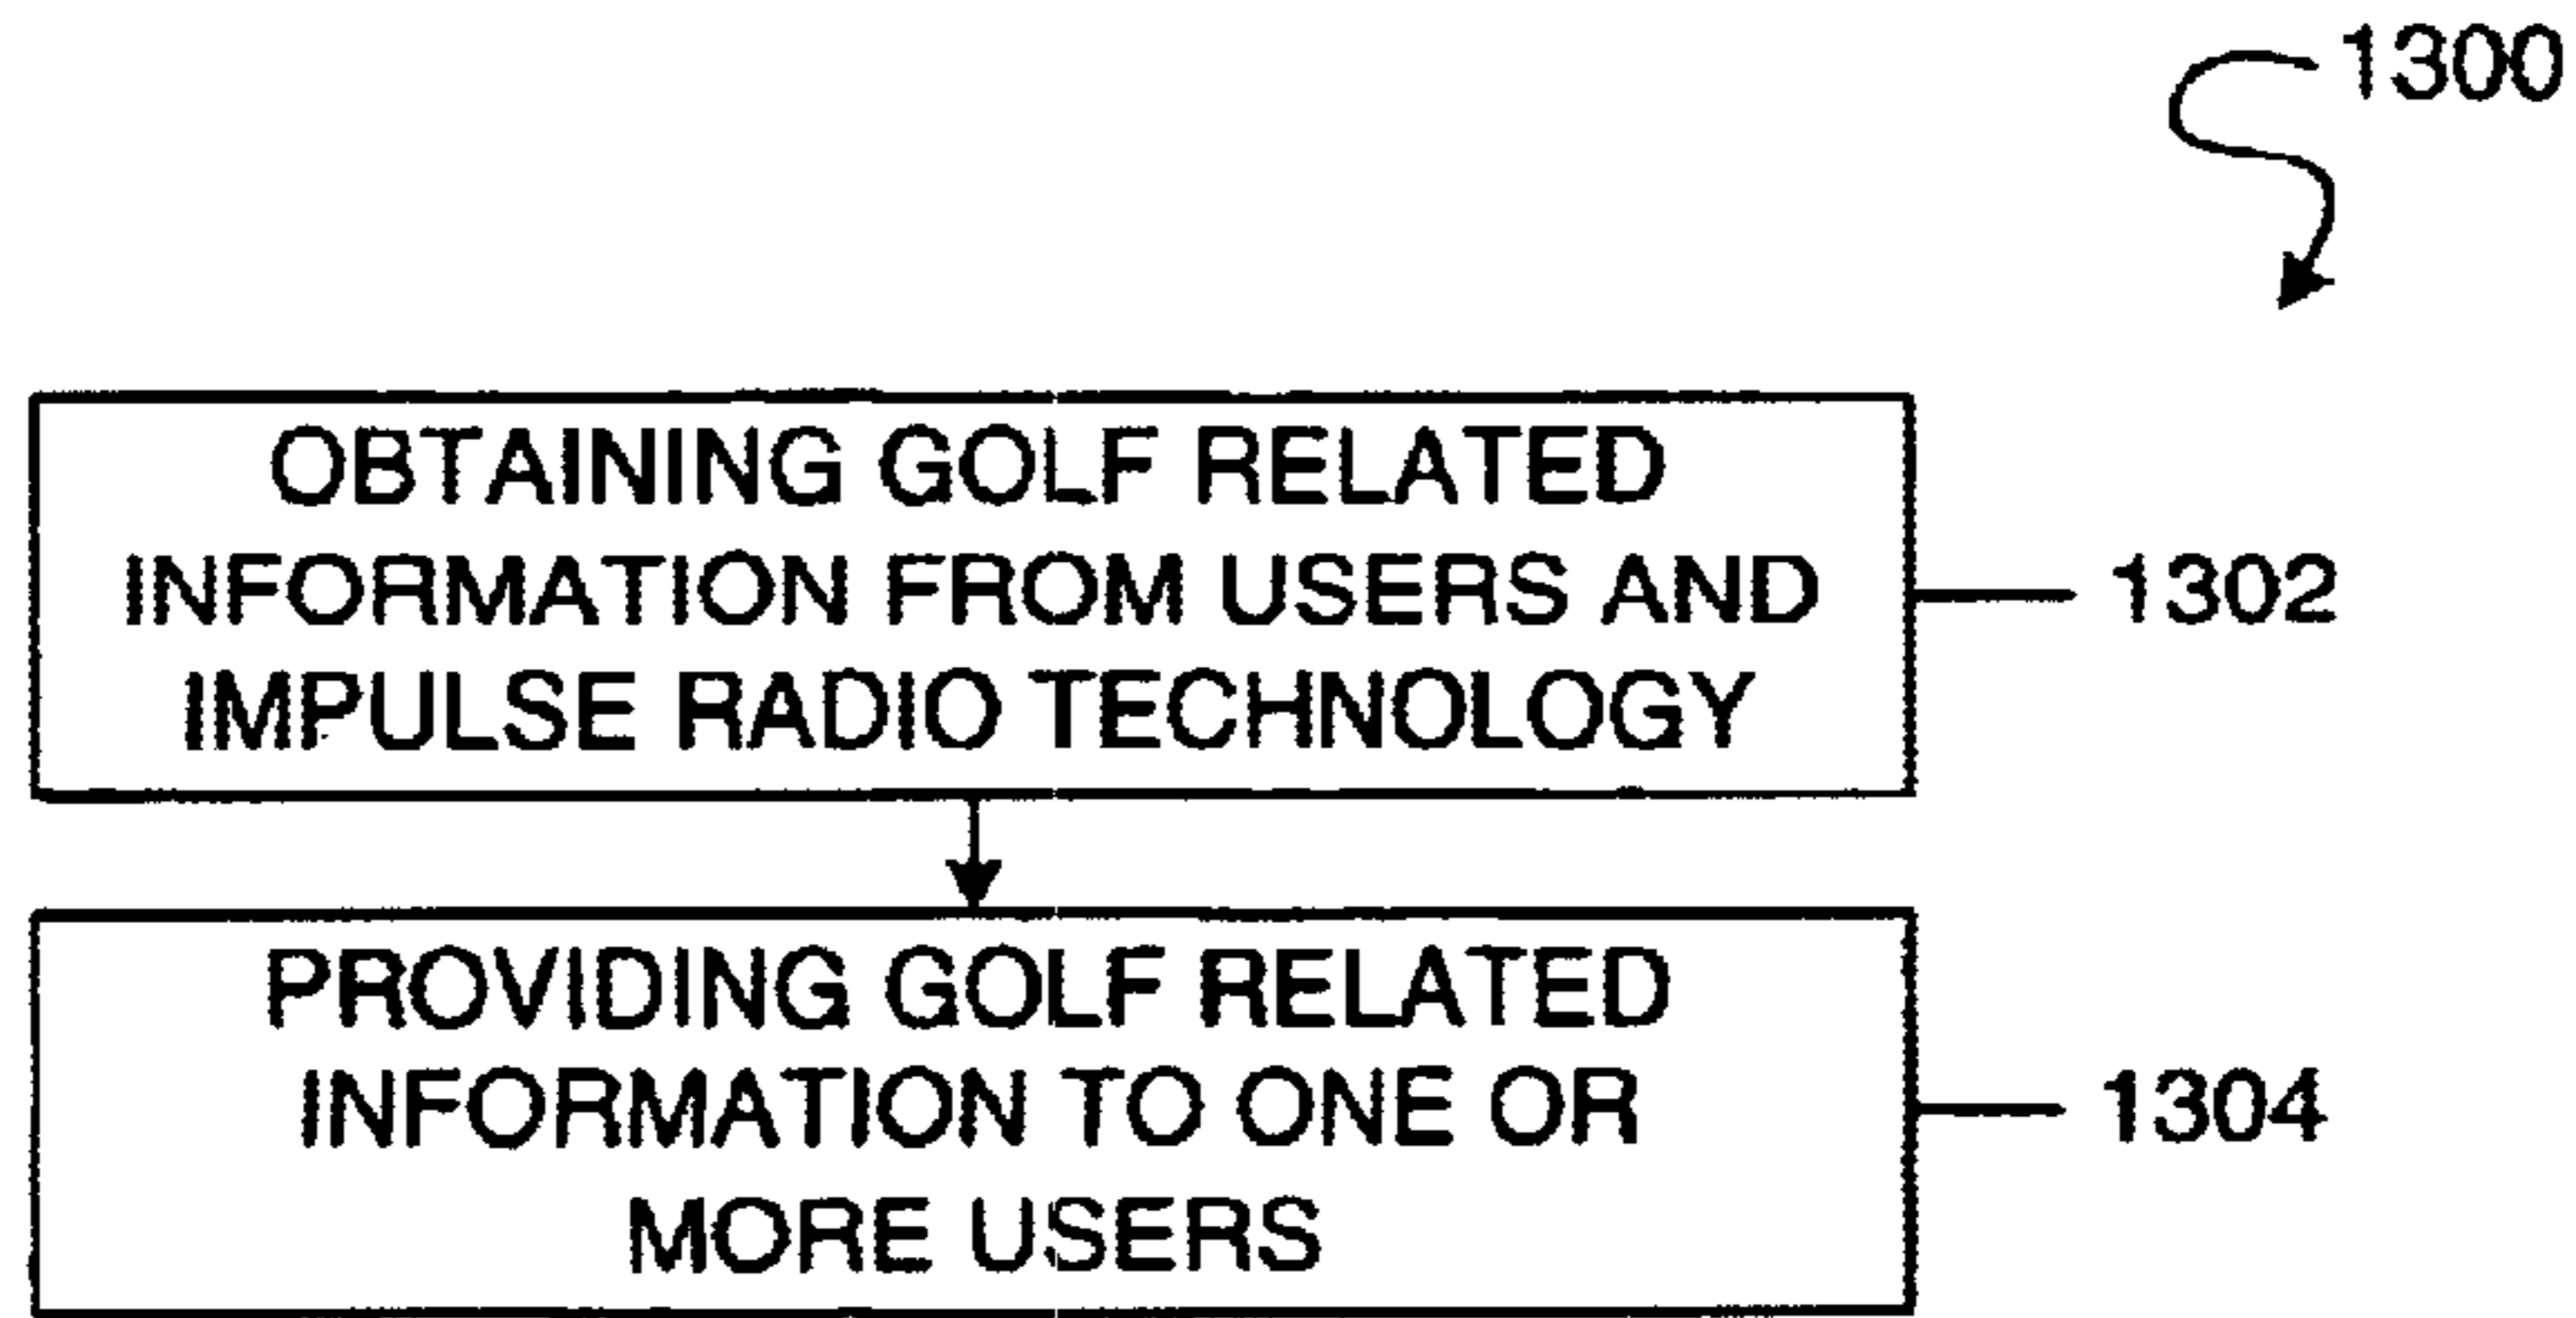 1300
OBTAINING GOLF RELATED
INFORMATION FROM USERS AND
IMPULSE RADIO TECHNOLOGY
1302
PROVIDING GOLF RELATED
INFORMATION TO ONE OR
MORE USERS
1304